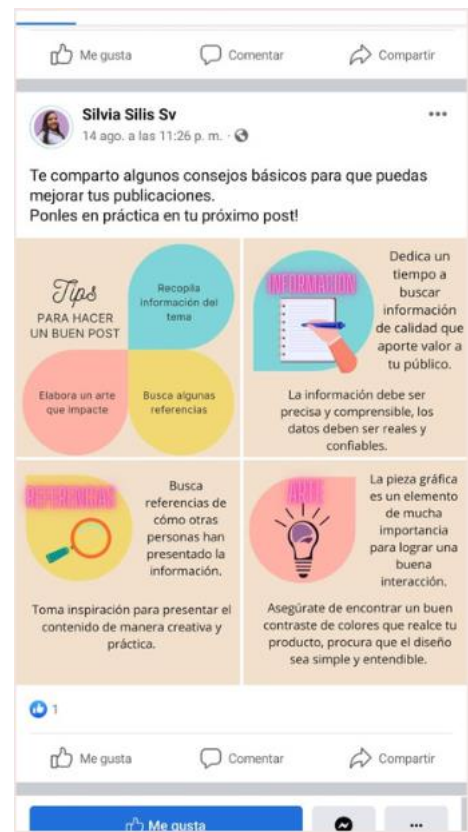 Me gusta
Comentar
Compartir
Silvia Silis Sv
14 ago. a las 11:26 p. m. ·
Te comparto algunos consejos básicos para que puedas
mejorar tus publicaciones.
Ponles en práctica en tu próximo post!
Tips
PARA HACER
UN BUEN POST
Recopila
información del
tema
Elabora un arte
que impacte
Busca algunas
referencias
INFORMACIÓN
Dedica un
tiempo a
buscar
información
de calidad que
aporte valor a
tu público.
La información debe ser
precisa y comprensible, los
datos deben ser reales y
confiables.
REFERENCIAS
Busca
referencias de
cómo otras
personas han
presentado la
información.
Toma inspiración para presentar el
contenido de manera creativa y
práctica.
ARTE
La pieza gráfica
es un elemento
de mucha
importancia
para lograr una
buena
interacción.
Asegúrate de encontrar un buen
contraste de colores que realce tu
producto, procura que el diseño
sea simple y entendible.
1
Me gusta
Comentar
Compartir
Me gusta